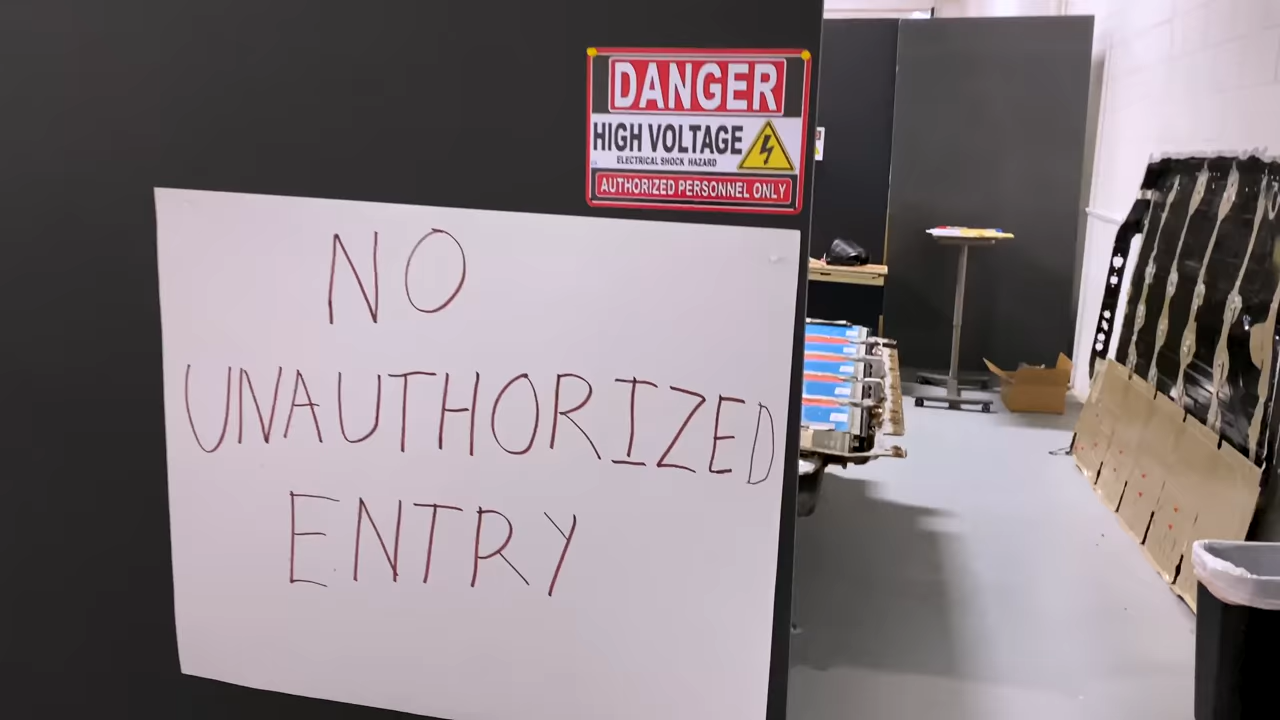 DANGER
HIGH VOLTAGE
ELECTRICAL SHOCK HAZARD
AUTHORIZED PERSONNEL ONLY
NO
UNAUTHORIZED
ENTRY